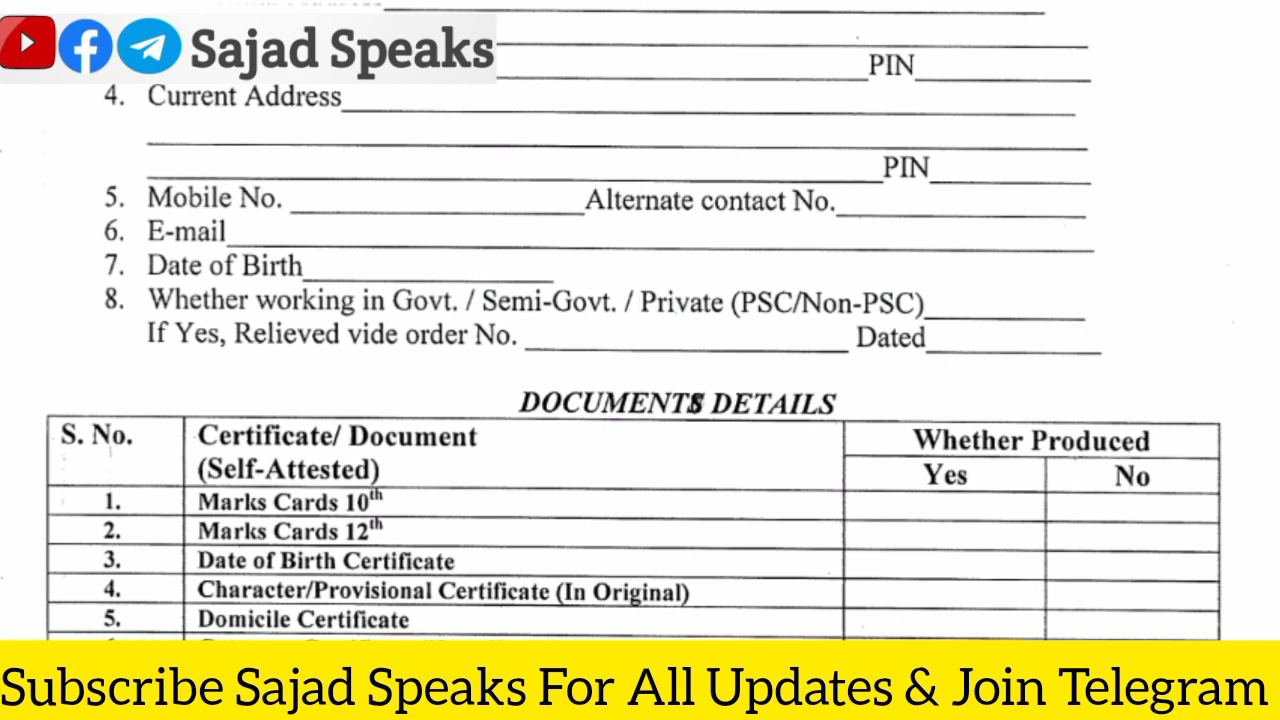 Sajad Speaks
PIN
4. Current Address
PIN
5. Mobile No. Alternate contact No.
6. E-mail
7. Date of Birth
8. Whether working in Govt. / Semi-Govt. / Private (PSC/Non-PSC)
If Yes, Relieved vide order No. Dated
DOCUMENTS DETAILS
S. No. Certificate/ Document Whether Produced
(Self-Attested) Yes No
1. Marks Cards 10th
2. Marks Cards 12th
3. Date of Birth Certificate
4. Character/Provisional Certificate (In Original)
5. Domicile Certificate
Subscribe Sajad Speaks For All Updates & Join Telegram